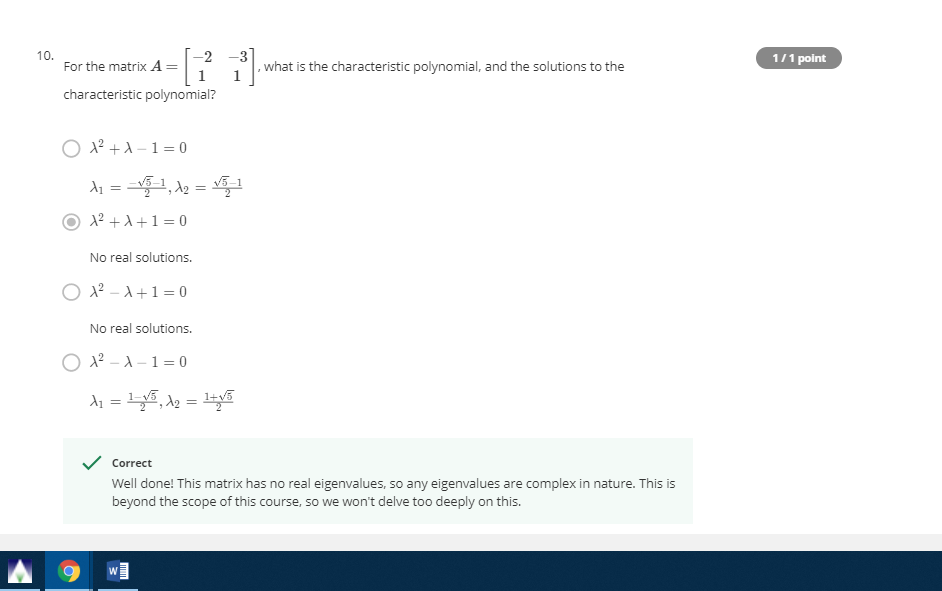 10.
For the matrix A = [−2 −3; 1 1], what is the characteristic polynomial, and the solutions to the
characteristic polynomial?
1 / 1 point
λ² + λ − 1 = 0
λ₁ = (−√5−1)/2, λ₂ = (√5−1)/2
λ² + λ + 1 = 0
No real solutions.
λ² − λ + 1 = 0
No real solutions.
λ² − λ − 1 = 0
λ₁ = (1−√5)/2, λ₂ = (1+√5)/2
Correct
Well done! This matrix has no real eigenvalues, so any eigenvalues are complex in nature. This is
beyond the scope of this course, so we won't delve too deeply on this.
W